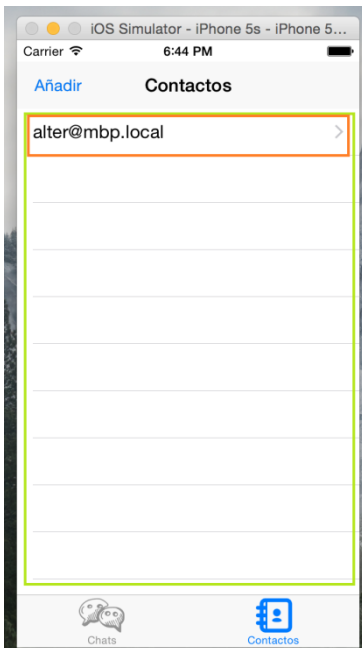 iOS Simulator - iPhone 5s - iPhone 5...
Carrier 6:44 PM
Añadir Contactos
alter@mbp.local
Chats Contactos